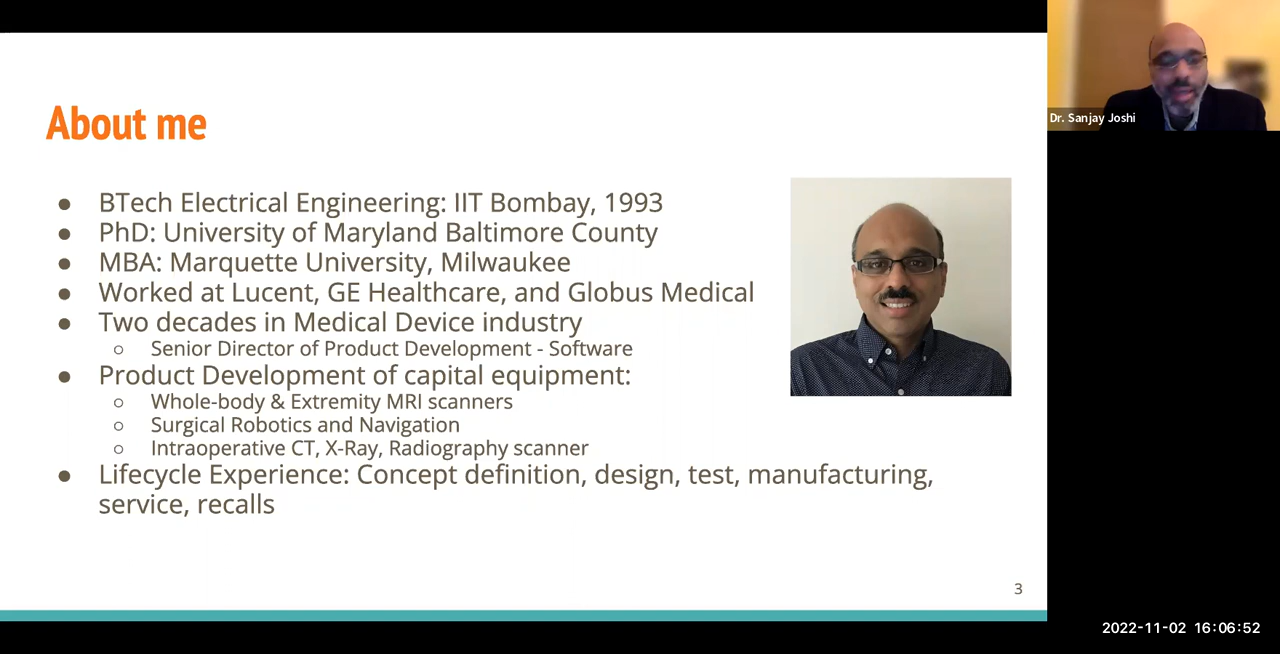 About me
● BTech Electrical Engineering: IIT Bombay, 1993
● PhD: University of Maryland Baltimore County
● MBA: Marquette University, Milwaukee
● Worked at Lucent, GE Healthcare, and Globus Medical
● Two decades in Medical Device industry
○ Senior Director of Product Development - Software
● Product Development of capital equipment:
○ Whole-body & Extremity MRI scanners
○ Surgical Robotics and Navigation
○ Intraoperative CT, X-Ray, Radiography scanner
● Lifecycle Experience: Concept definition, design, test, manufacturing,
service, recalls
3
Dr. Sanjay Joshi
2022-11-02 16:06:52